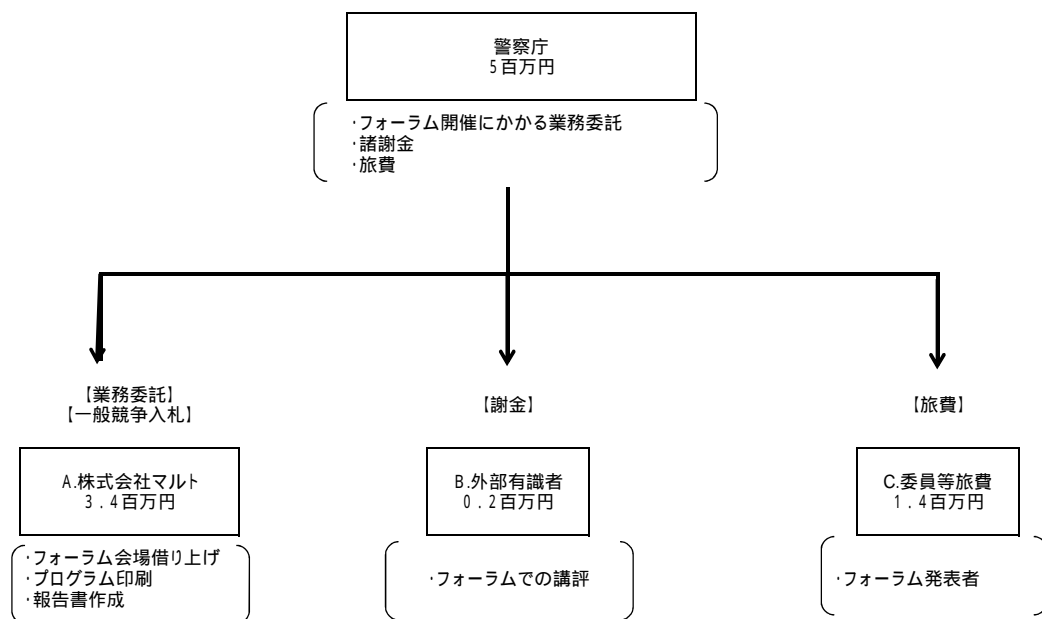 警察庁
5百万円
・フォーラム開催にかかる業務委託
・諸謝金
・旅費
【業務委託】
【一般競争入札】
【謝金】
【旅費】
A.株式会社マルト
3.4百万円
B.外部有識者
0.2百万円
C.委員等旅費
1.4百万円
・フォーラム会場借り上げ
・プログラム印刷
・報告書作成
・フォーラムでの講評
・フォーラム発表者